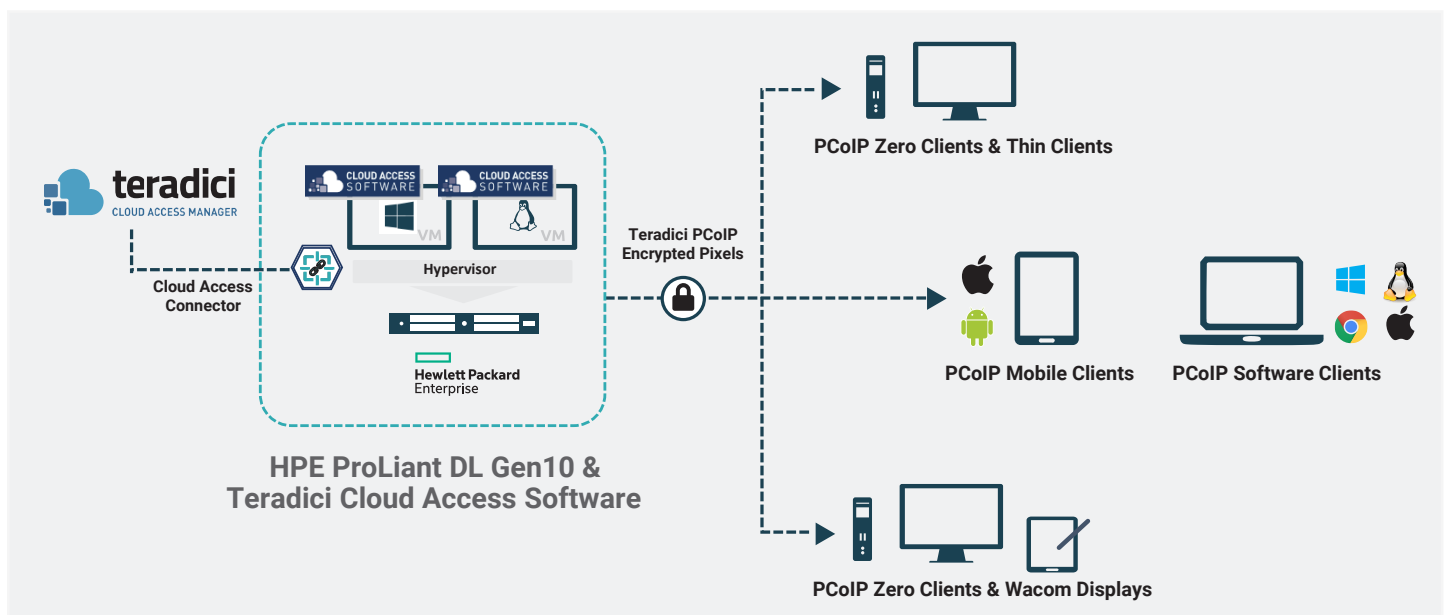 teradici
CLOUD ACCESS MANAGER
Cloud Access
Connector
CLOUD ACCESS
SOFTWARE
VM
CLOUD ACCESS
SOFTWARE
VM
Hypervisor
Hewlett Packard
Enterprise
HPE ProLiant DL Gen10 &
Teradici Cloud Access Software
Teradici PCoIP
Encrypted Pixels
PCoIP Zero Clients & Thin Clients
PCoIP Mobile Clients
PCoIP Software Clients
PCoIP Zero Clients & Wacom Displays